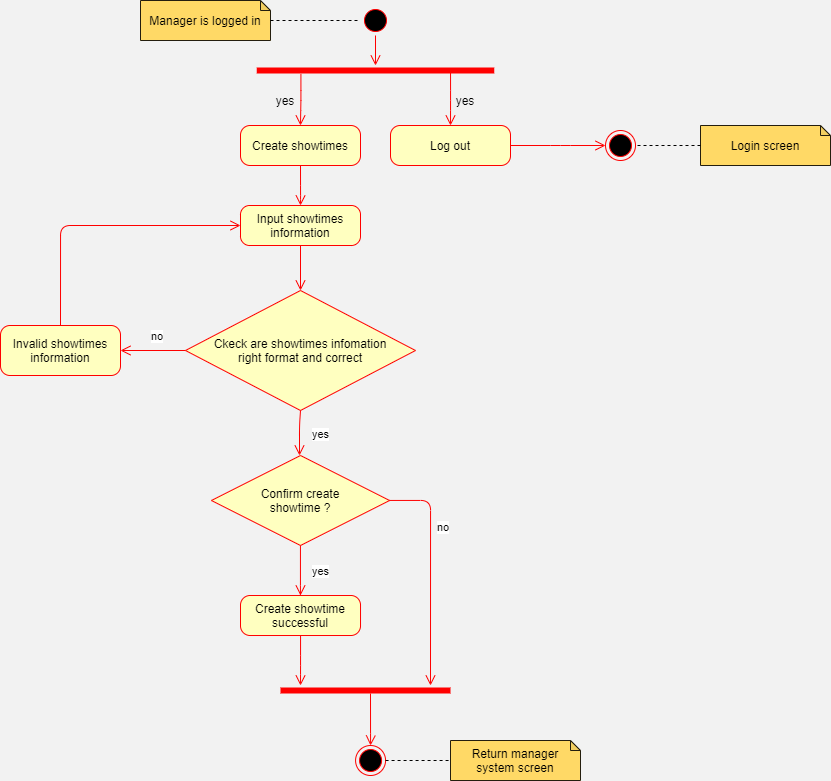 Manager is logged in
yes
yes
Create showtimes
Log out
Login screen
Input showtimes
information
Invalid showtimes
information
no
Ckeck are showtimes infomation
right format and correct
yes
Confirm create
showtime ?
no
yes
Create showtime
successful
Return manager
system screen